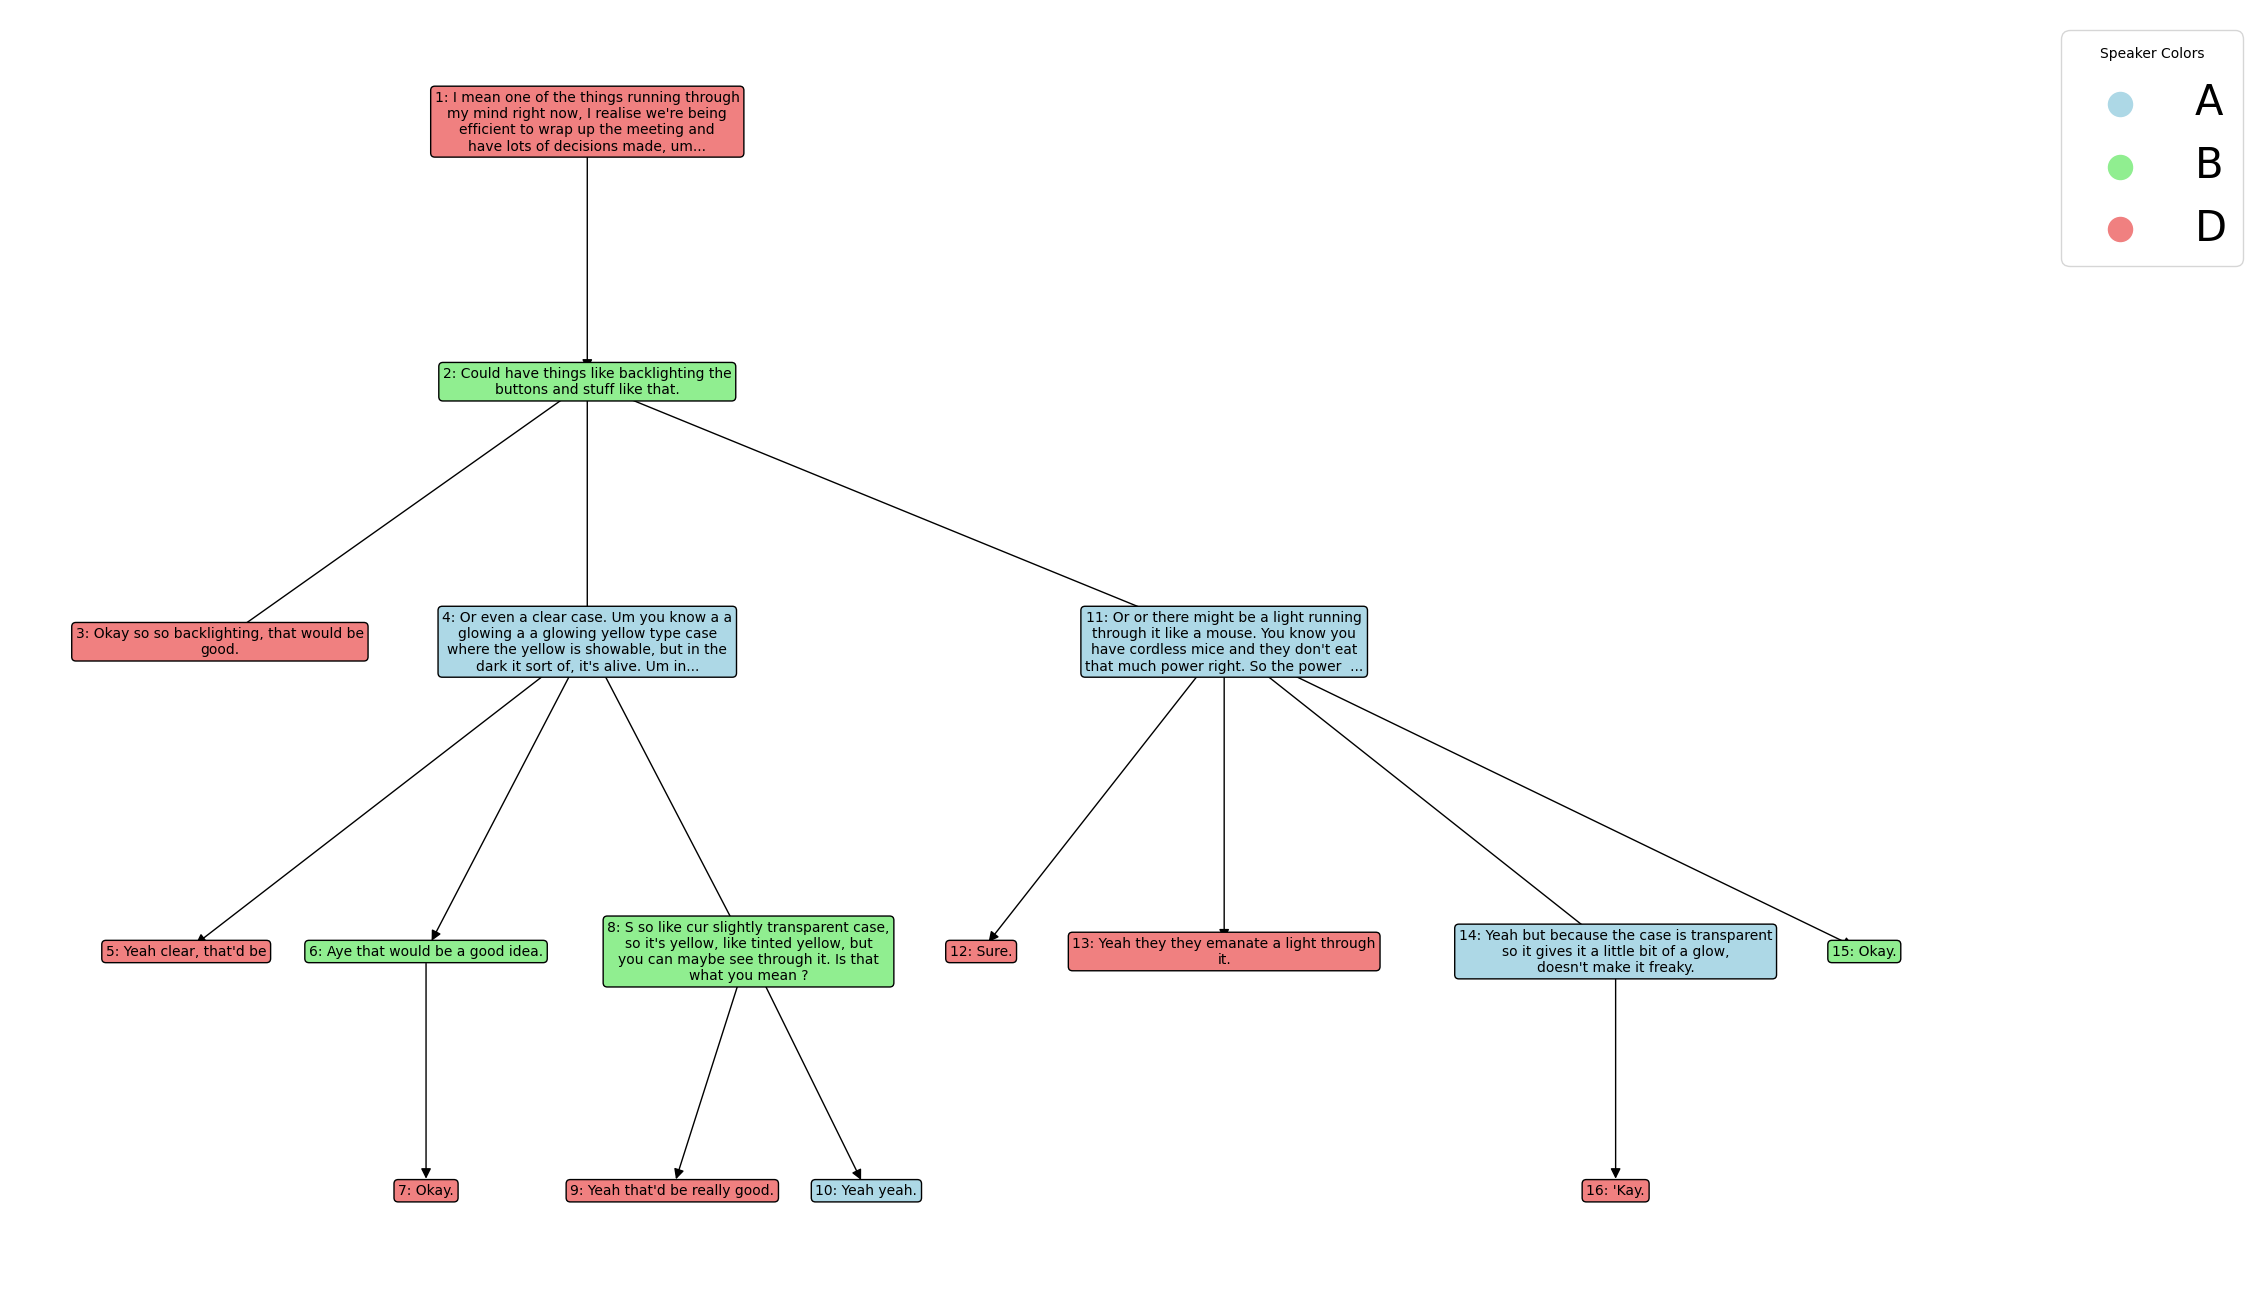 Speaker Colors
A
B
D
1: I mean one of the things running through
my mind right now, I realise we're being
efficient to wrap up the meeting and
have lots of decisions made, um...
2: Could have things like backlighting the
buttons and stuff like that.
3: Okay so so backlighting, that would be
good.
4: Or even a clear case. Um you know a a
glowing a a glowing yellow type case
where the yellow is showable, but in the
dark it sort of, it's alive. Um in...
11: Or or there might be a light running
through it like a mouse. You know you
have cordless mice and they don't eat
that much power right. So the power  ...
5: Yeah clear, that'd be
6: Aye that would be a good idea.
8: S so like cur slightly transparent case,
so it's yellow, like tinted yellow, but
you can maybe see through it. Is that
what you mean ?
12: Sure.
13: Yeah they they emanate a light through
it.
14: Yeah but because the case is transparent
so it gives it a little bit of a glow,
doesn't make it freaky.
15: Okay.
7: Okay.
9: Yeah that'd be really good.
10: Yeah yeah.
16: 'Kay.